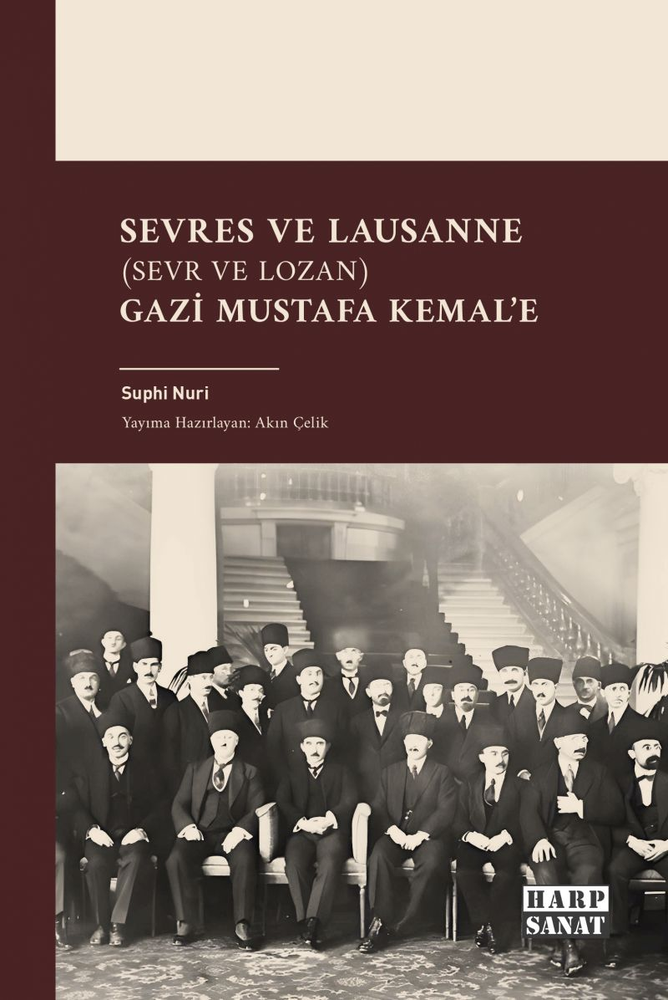 SEVRES VE LAUSANNE
(SEVR VE LOZAN)
GAZİ MUSTAFA KEMAL’E
Suphi Nuri
Yayıma Hazırlayan: Akın Çelik
HARP
SANAT